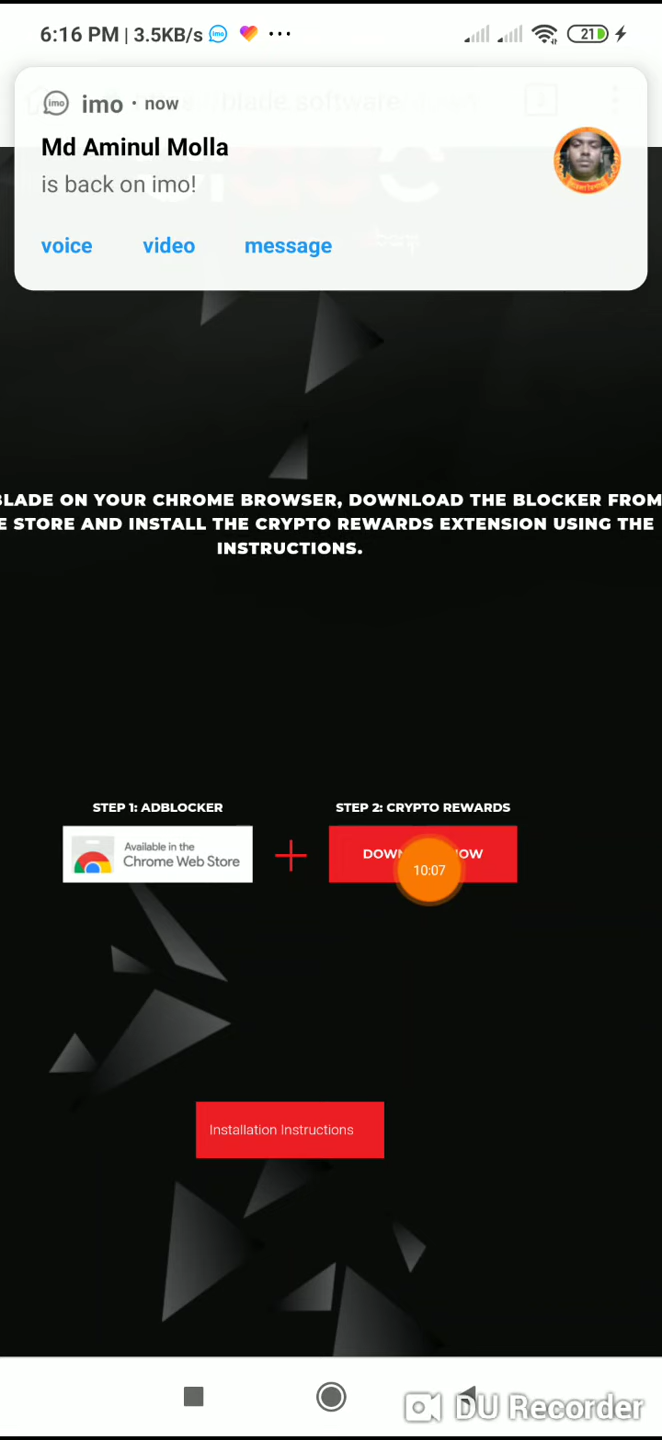 6:16 PM | 3.5KB/s
21
imo • now
Md Aminul Molla
is back on imo!
voice video message
BLADE ON YOUR CHROME BROWSER, DOWNLOAD THE BLOCKER FROM
E STORE AND INSTALL THE CRYPTO REWARDS EXTENSION USING THE
INSTRUCTIONS.
STEP 1: ADBLOCKER
STEP 2: CRYPTO REWARDS
Available in the
Chrome Web Store
10:07
Installation Instructions
DU Recorder